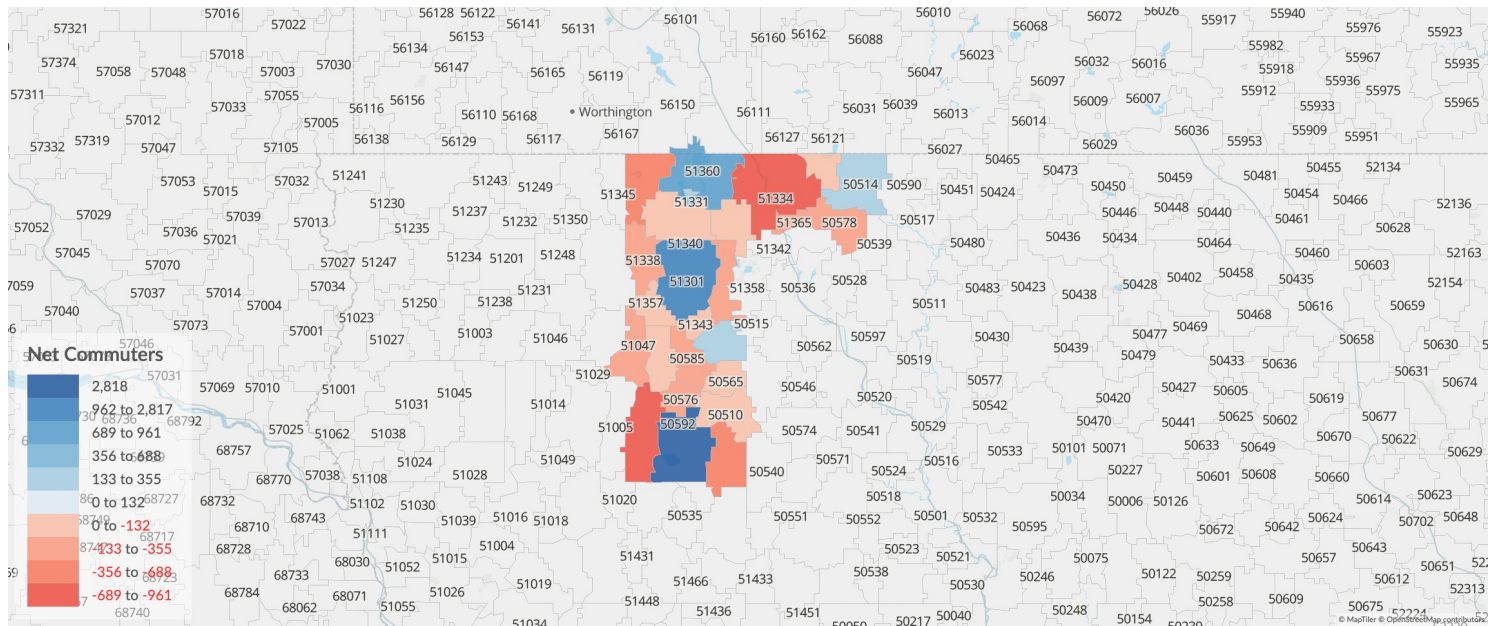 57321 57016 57022 56128 56122 56141 56131 56101 56160 56162 56088 56010 56068 56072 56026 55917 55940 55976 55923
57374 57018 57030 56134 56153 56023 55982 55967
57058 57048 57003 56147 56165 56119 56047 56097 56032 56016 55918 55936 55935
57311 57033 57055 56116 56156 56150 56111 56031 56039 56009 56007 55912 55975
57012 57005 56110 56168 Worthington 56013 56014 55933 55965
57332 57319 57047 57105 56138 56129 56117 56167 56127 56121 56027 56029 56036 55953 55909 55951
57053 57015 57032 51241 51243 51249 51345 51360 50514 50590 50465 50451 50424 50473 50450 50459 50481 50455 52134
57052 57029 57039 57013 51230 51237 51232 51350 51331 51334 50517 50446 50448 50440 50454 50466 52136
57036 57021 51235 51365 50578 50461 50628
57045 57070 57027 51247 51234 51201 51248 51338 51340 51342 50539 50480 50436 50434 50464 50460 50603 52163
57037 57014 57034 51231 51301 51358 50536 50528 50483 50423 50438 50428 50402 50458 50435 52154
57040 57004 51023 51250 51238 51357 50511 50468 50616 50659
57073 57001 51027 51003 51046 51047 51343 50515 50562 50597 50519 50430 50439 50477 50469 50479 50658 50630
Net Commuters
57046
57031 57069 57010 51001 51045 51029 50585 50565 50546 50577 50433 50636 50631 50674
2,818
962 to 2,817
689 to 961
356 to 688
133 to 355
0 to 132
0 to -132
-133 to -355
-356 to -688
-689 to -961
68736 68792 57025 51062 51031 51038 51014 51005 50576 50592 50510 50574 50541 50520 50529 50542 50420 50470 50427 50605 50441 50625 50602 50619 50677 50670 50622
68757 68770 57038 51108 51024 51028 51049 50540 50571 50524 50516 50533 50101 50071 50227 50633 50649 50601 50608 50660 50629
68727 68732 68743 51102 51030 51039 51016 51018 51020 50535 50551 50518 50552 50501 50532 50034 50006 50126 50595 50672 50642 50624 50614 50623 50702 50648
68717 68710 68728 51111 51015 51004 51431 50523 50521 50075 50657 50643
68723 68733 68030 51052 51019 51466 51433 50538 50530 50246 50122 50259 50612 50651 52313
68740 68784 68062 68071 51055 51026 51034 51448 51436 51451 50217 50040 50248 50154 50258 50609 50675 52224
© MapTiler © OpenStreetMap contributors